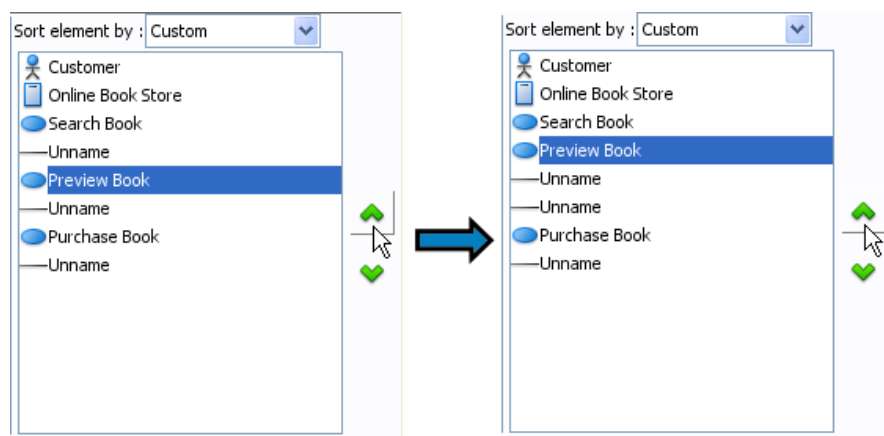 Sort element by : Custom
Customer
Online Book Store
Search Book
Unname
Preview Book
Unname
Purchase Book
Unname
Sort element by : Custom
Customer
Online Book Store
Search Book
Preview Book
Unname
Unname
Purchase Book
Unname